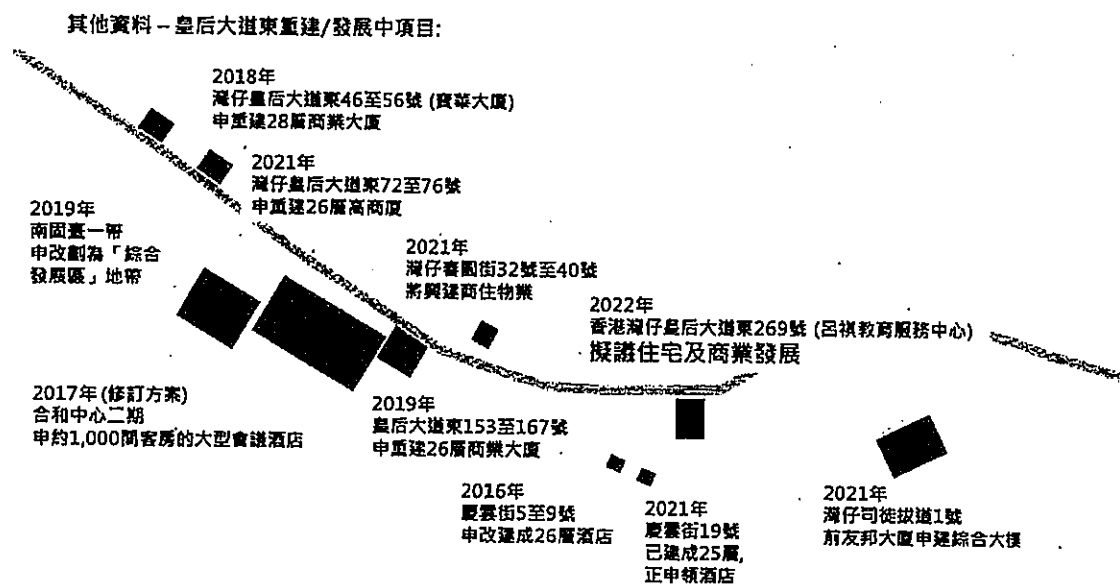 其他資料 – 皇后大道東重建/發展中項目:
2018年
灣仔皇后大道東46至56號 (寶華大廈)
申重建28層商業大廈
2021年
灣仔皇后大道東72至76號
申重建26層高商廈
2019年
南固臺一帶
申改劃為「綜合
發展區」地帶
2021年
灣仔春園街32號至40號
將興建商住物業
2022年
香港灣仔皇后大道東269號 (呂祺教育服務中心)
擬議住宅及商業發展
2017年 (修訂方案)
合和中心二期
申約1,000間客房的大型會議酒店
2019年
皇后大道東153至167號
申重建26層商業大廈
2016年
慶雲街5至9號
申改建成26層酒店
2021年
慶雲街19號
已建成25層,
正申領酒店
2021年
灣仔司徒拔道1號
前友邦大廈申建綜合大樓